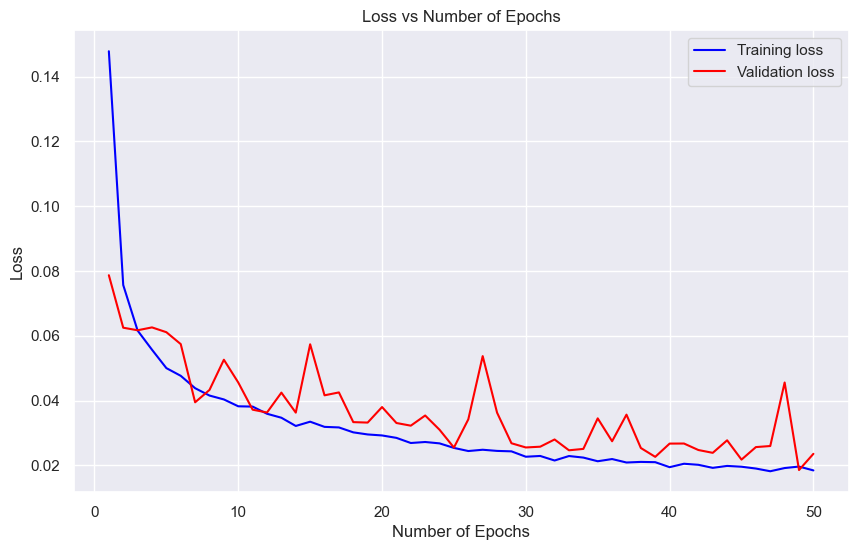 Loss vs Number of Epochs
Training loss
Validation loss
0.14
0.12
0.10
0.08
0.06
0.04
0.02
Loss
0
10
20
30
40
50
Number of Epochs